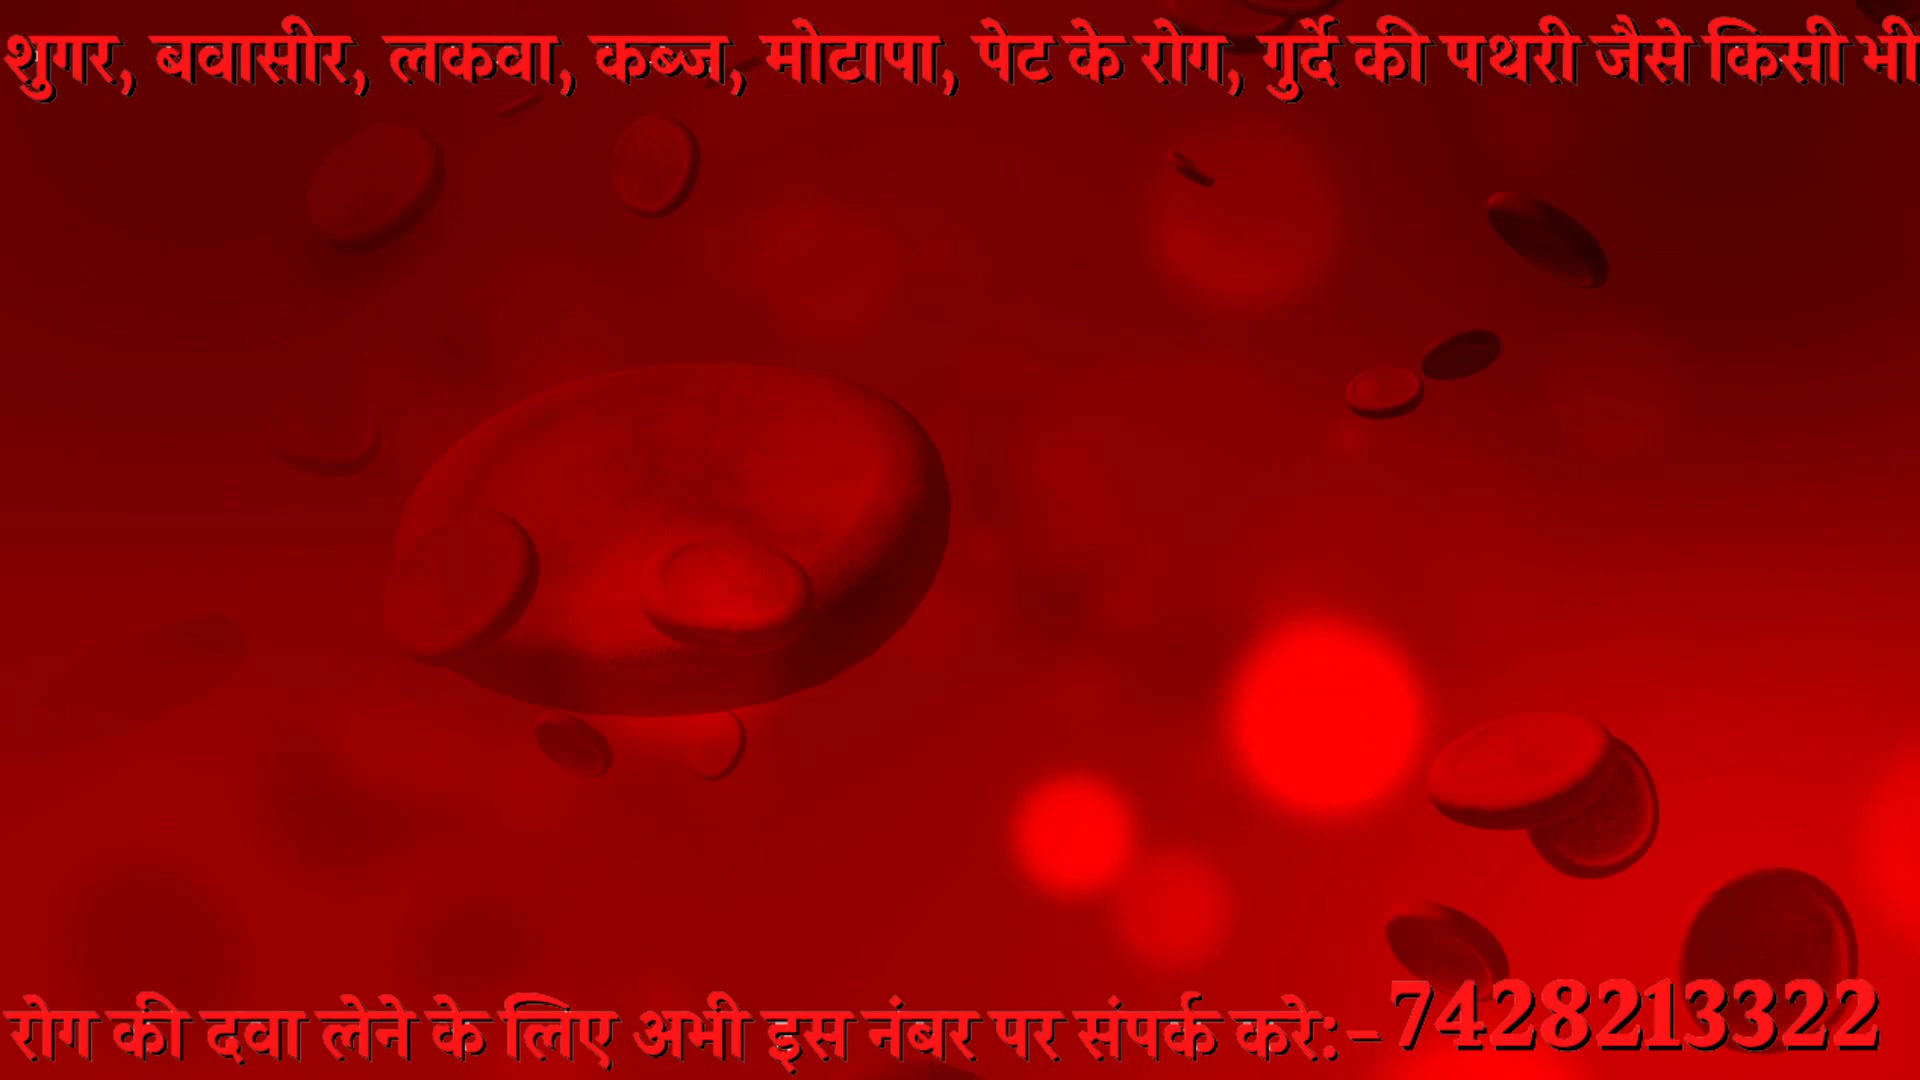 शुगर, बवासीर, लकवा, कब्ज, मोटापा, पेट के रोग, गुर्दे की पथरी जैसे किसी भी
रोग की दवा लेने के लिए अभी इस नंबर पर संपर्क करे:-7428213322